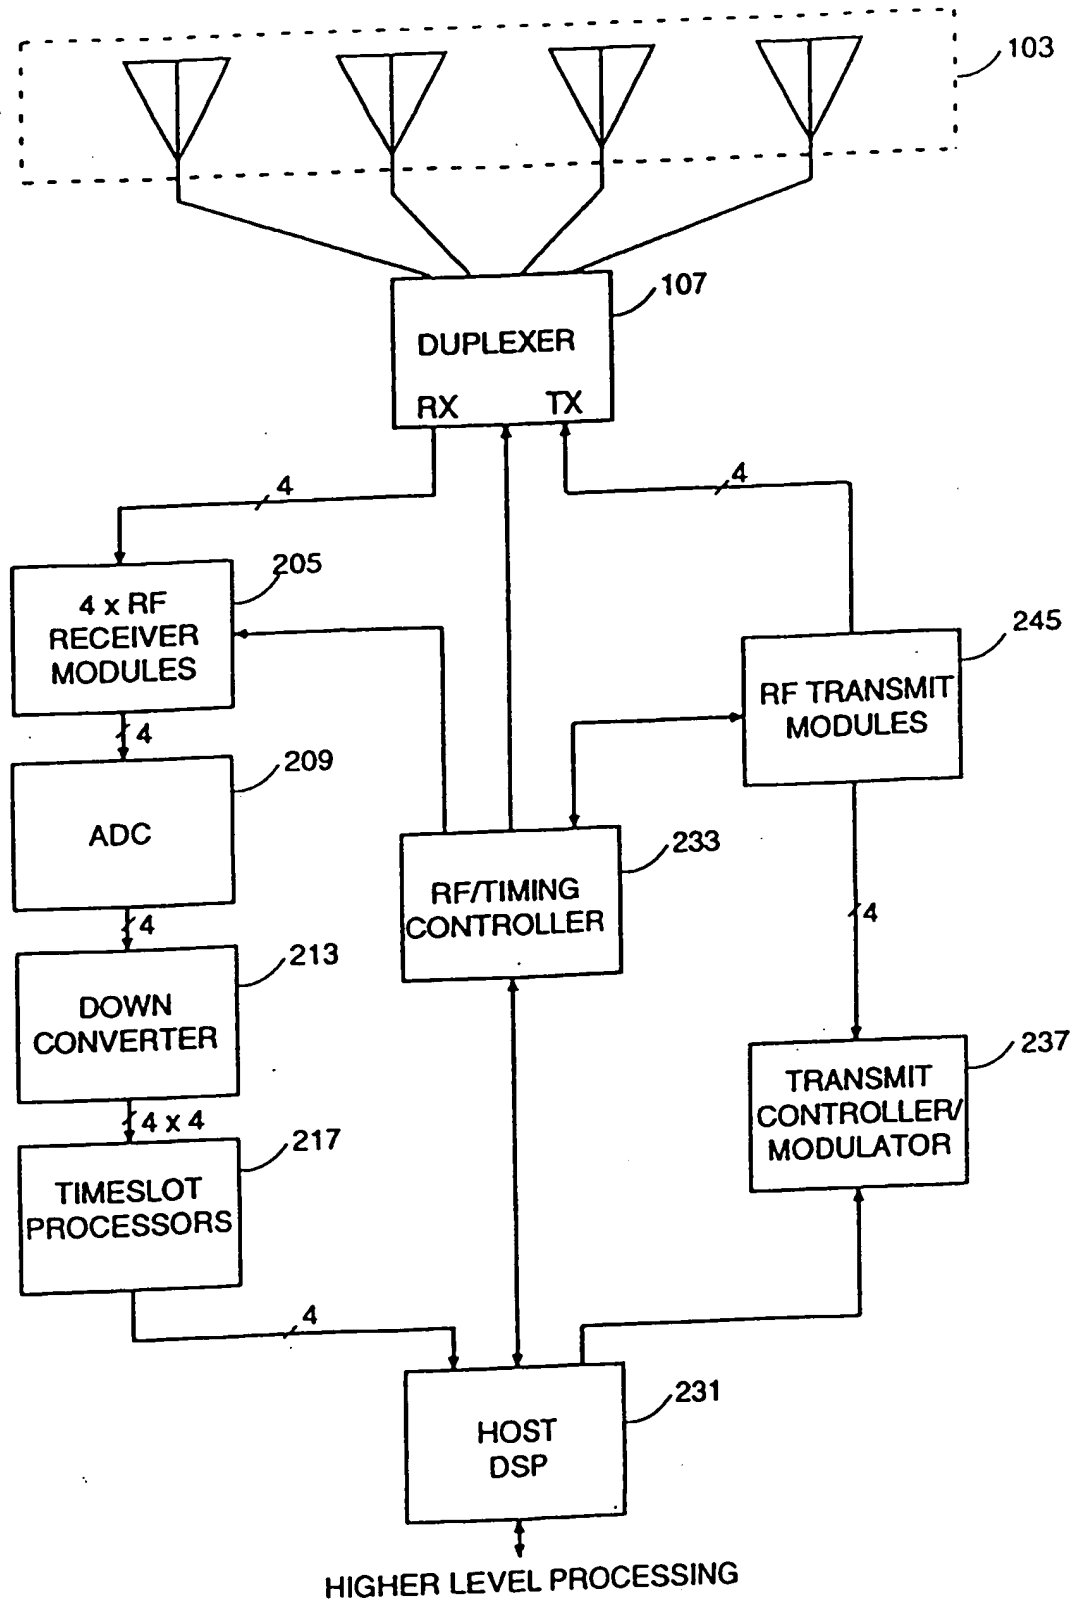 103
107
DUPLEXER
RX TX
4
4
205
4 x RF
RECEIVER
MODULES
245
RF TRANSMIT
MODULES
4
209
ADC
233
RF/TIMING
CONTROLLER
4
4
213
DOWN
CONVERTER
237
TRANSMIT
CONTROLLER/
MODULATOR
4 x 4
217
TIMESLOT
PROCESSORS
4
231
HOST
DSP
HIGHER LEVEL PROCESSING